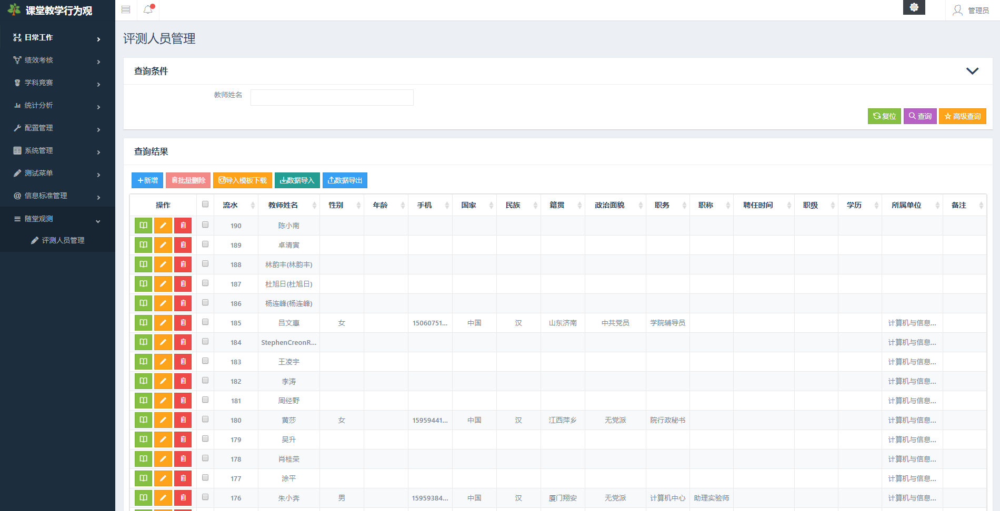 课堂教学行为观
管理员
日常工作
绩效考核
学科竞赛
统计分析
配置管理
系统管理
测试菜单
信息标准管理
随堂观测
评测人员管理
评测人员管理
查询条件
教师姓名
复位 查询 高级查询
查询结果
新增 批量删除 导入模板下载 数据导入 数据导出
操作 流水 教师姓名 性别 年龄 手机 国家 民族 籍贯 政治面貌 职务 职称 聘任时间 职级 学历 所属单位 备注
190 陈小南
189 卓清寅
188 林韵丰(林韵丰)
187 杜旭日(杜旭日)
186 杨连峰(杨连峰)
185 吕文惠 女 15060751... 中国 汉 山东济南 中共党员 学院辅导员 计算机与信息...
184 StephenCreonR... 计算机与信息...
183 王凌宇 计算机与信息...
182 李涛 计算机与信息...
181 周经野 计算机与信息...
180 黄莎 女 15959441... 中国 汉 江西萍乡 无党派 院行政秘书 计算机与信息...
179 吴升 计算机与信息...
178 肖桂荣 计算机与信息...
177 涂平 计算机与信息...
176 朱小奔 男 15959384... 中国 汉 厦门翔安 无党派 计算机中心 助理实验师 计算机与信息...